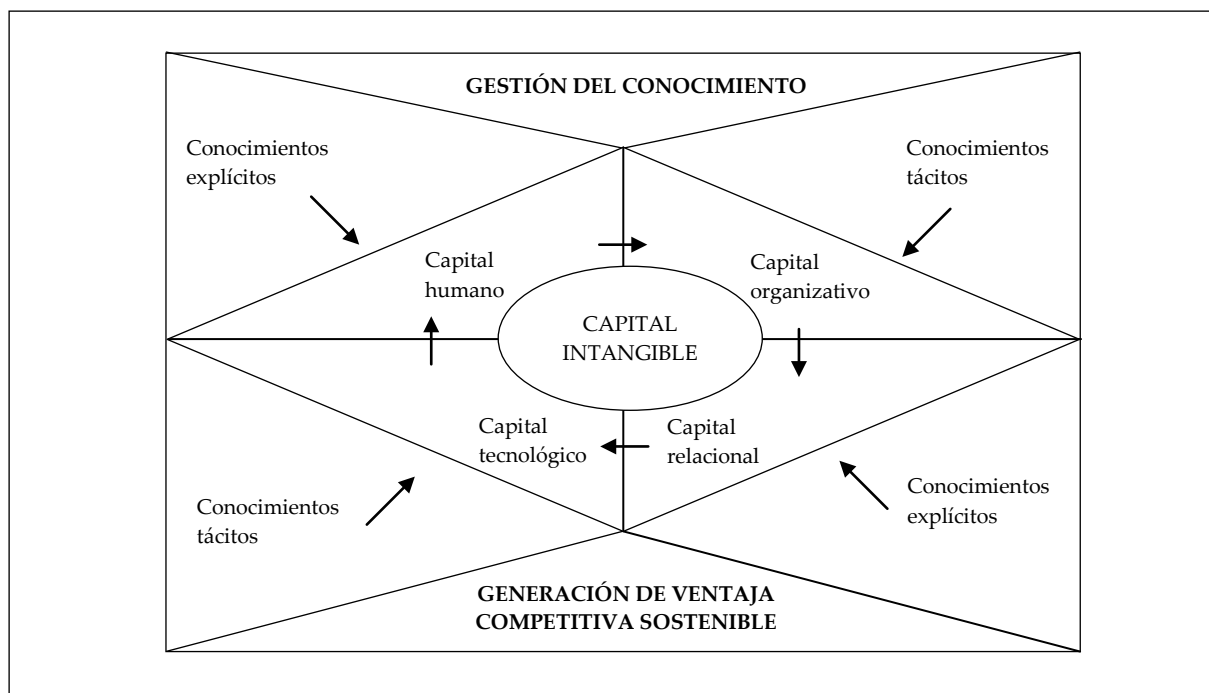 GESTIÓN DEL CONOCIMIENTO
Conocimientos
explícitos
Conocimientos
tácitos
Capital
humano
Capital
organizativo
CAPITAL
INTANGIBLE
Capital
tecnológico
Capital
relacional
Conocimientos
tácitos
Conocimientos
explícitos
GENERACIÓN DE VENTAJA
COMPETITIVA SOSTENIBLE